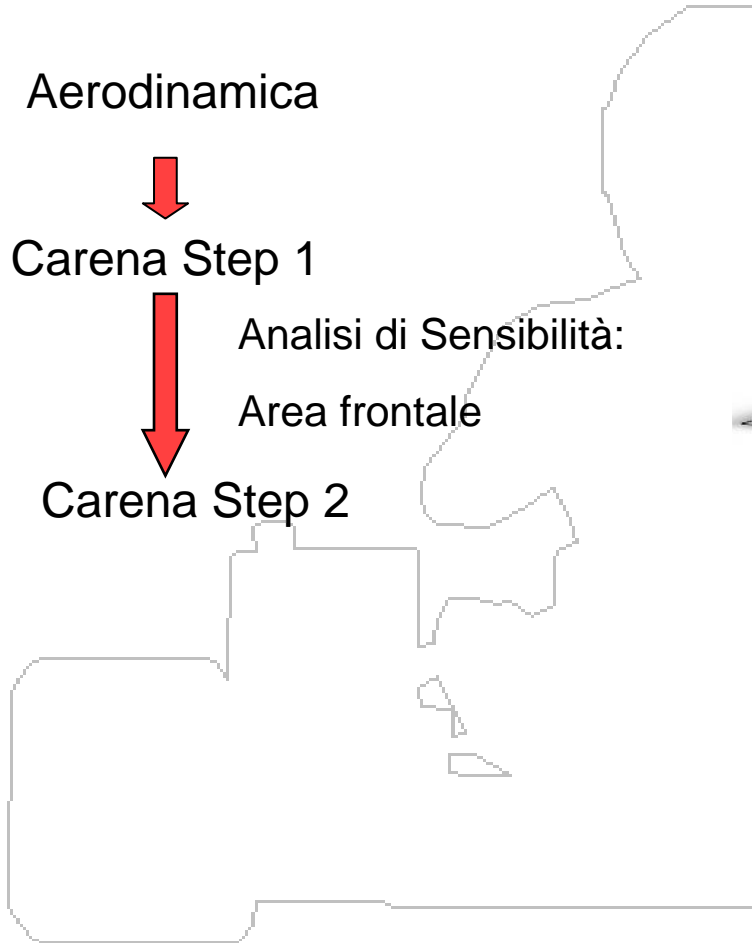 Aerodinamica
Carena Step 1
Analisi di Sensibilità:
Area frontale
Carena Step 2